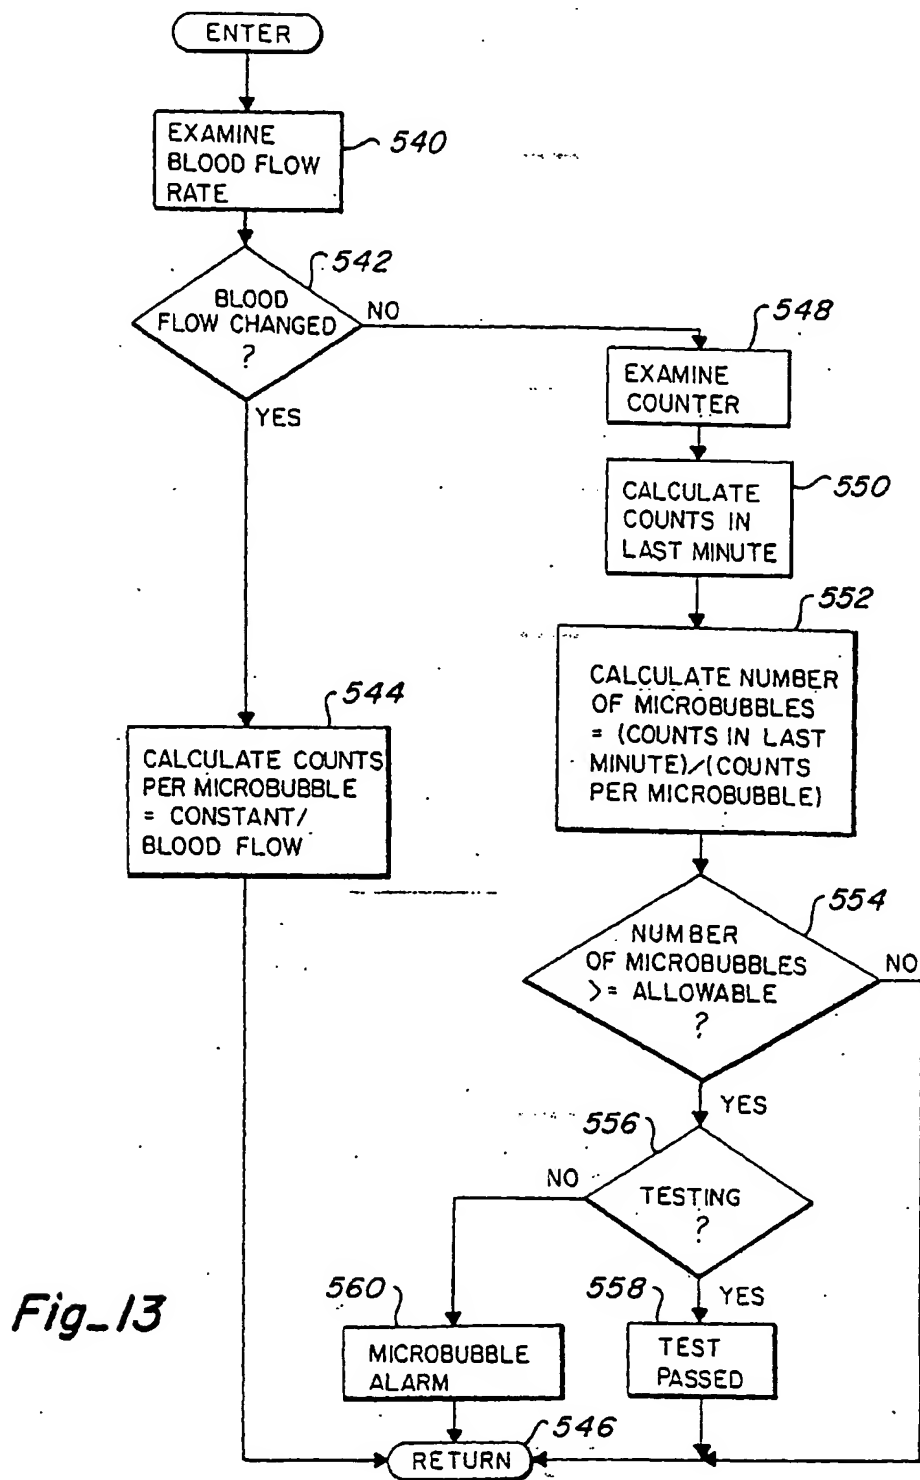 ENTER
EXAMINE
BLOOD FLOW
RATE
540
542
BLOOD
FLOW CHANGED
?
NO
YES
548
EXAMINE
COUNTER
550
CALCULATE
COUNTS IN
LAST MINUTE
552
CALCULATE NUMBER
OF MICROBUBBLES
= (COUNTS IN LAST
MINUTE)/(COUNTS
PER MICROBUBBLE)
544
CALCULATE COUNTS
PER MICROBUBBLE
= CONSTANT/
BLOOD FLOW
554
NUMBER
OF MICROBUBBLES
>= ALLOWABLE
?
NO
YES
556
NO
TESTING
?
YES
560
MICROBUBBLE
ALARM
558
TEST
PASSED
546
RETURN
Fig_13